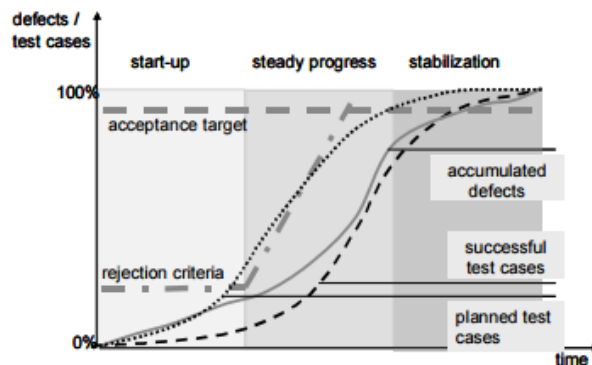 defects /
test cases
start-up
steady progress
stabilization
100%
acceptance target
accumulated
defects
rejection criteria
successful
test cases
planned test
cases
0%
time